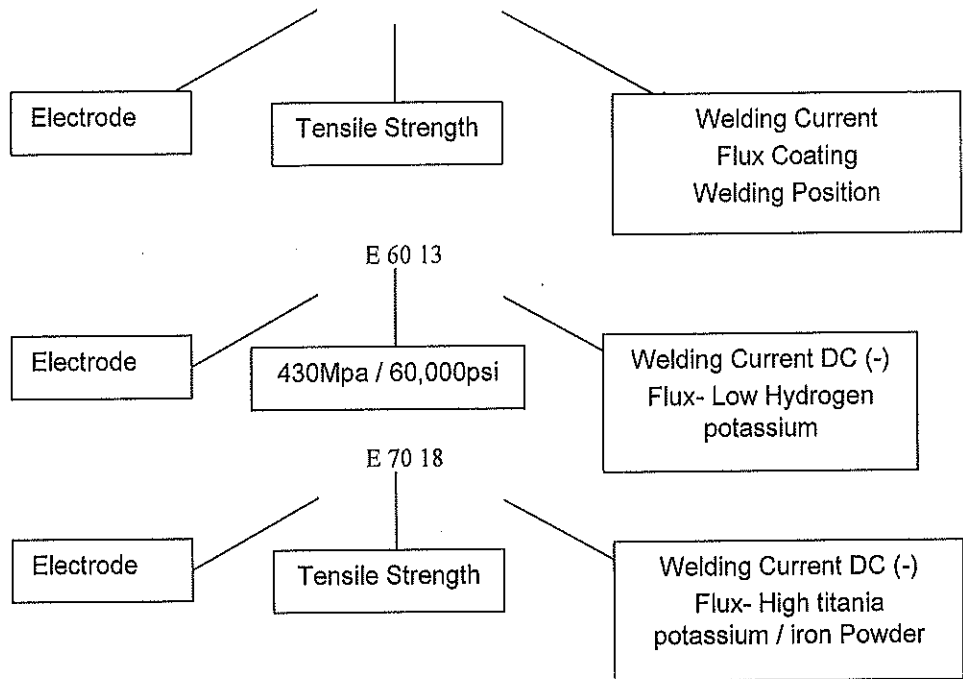 Electrode
Tensile Strength
Welding Current
Flux Coating
Welding Position
E 60 13
Electrode
430Mpa / 60,000psi
Welding Current DC (-)
Flux- Low Hydrogen
potassium
E 70 18
Electrode
Tensile Strength
Welding Current DC (-)
Flux- High titania
potassium / iron Powder